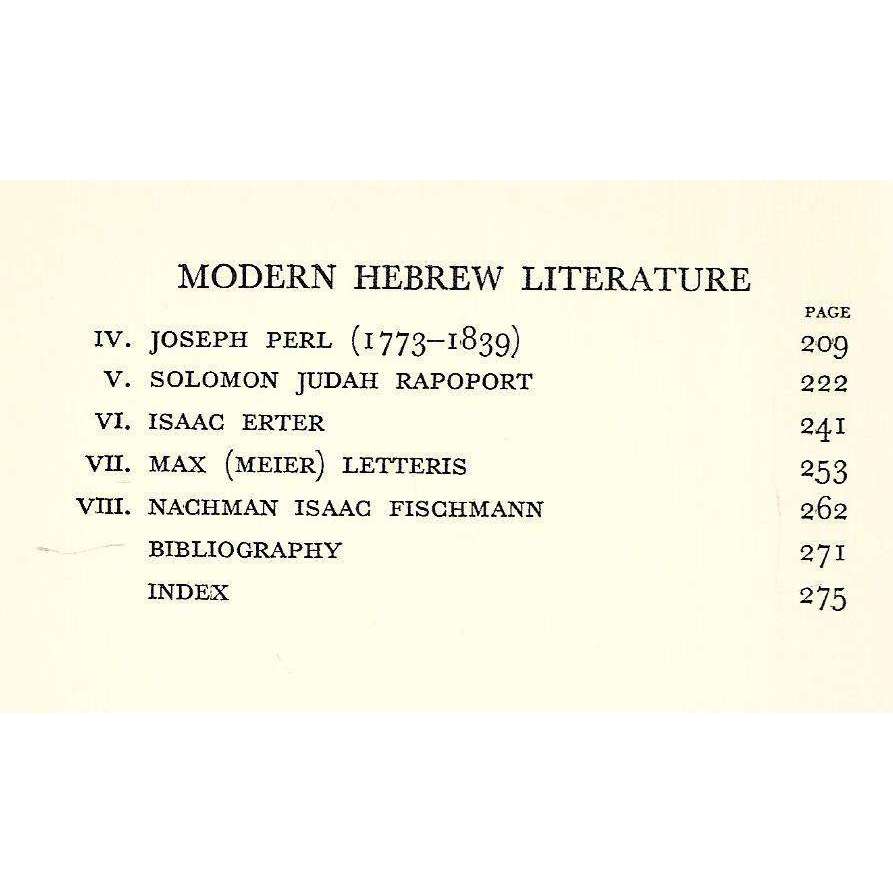 MODERN HEBREW LITERATURE
PAGE
IV. JOSEPH PERL (1773–1839) 209
V. SOLOMON JUDAH RAPOPORT 222
VI. ISAAC ERTER 241
VII. MAX (MEIER) LETTERIS 253
VIII. NACHMAN ISAAC FISCHMANN 262
BIBLIOGRAPHY 271
INDEX 275